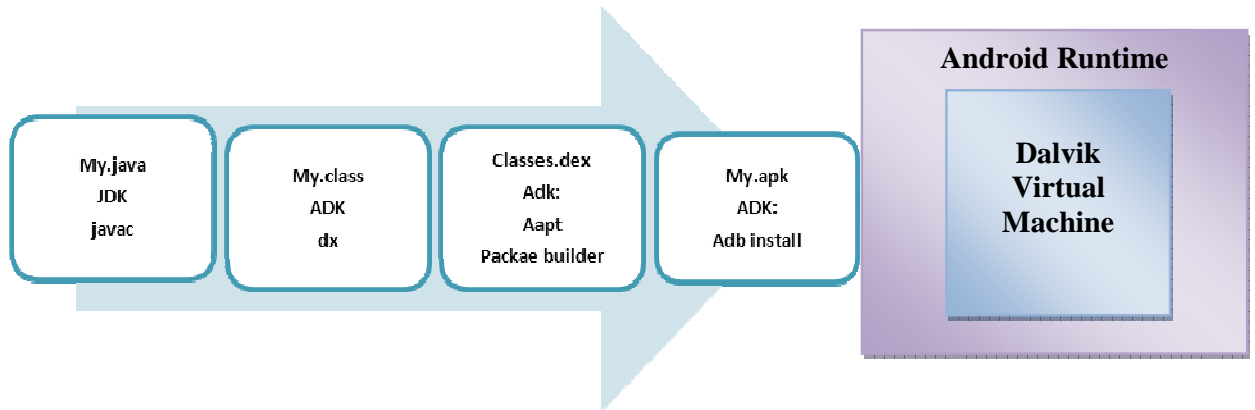 My.java
JDK
javac
My.class
ADK
dx
Classes.dex
Adk:
Aapt
Packae builder
My.apk
ADK:
Adb install
Android Runtime
Dalvik
Virtual
Machine